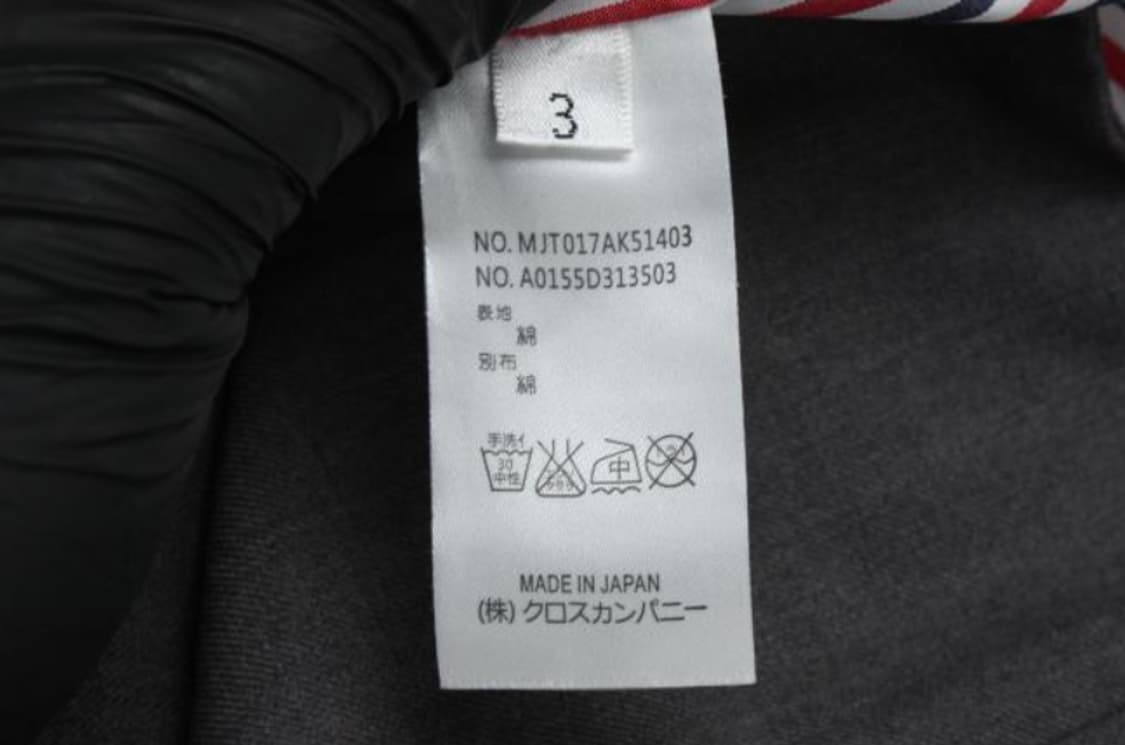 3
NO. MJT017AK51403
NO. A0155D313503
表地
綿
別布
綿
手洗イ
30
中性
中
MADE IN JAPAN
(株) クロスカンパニー